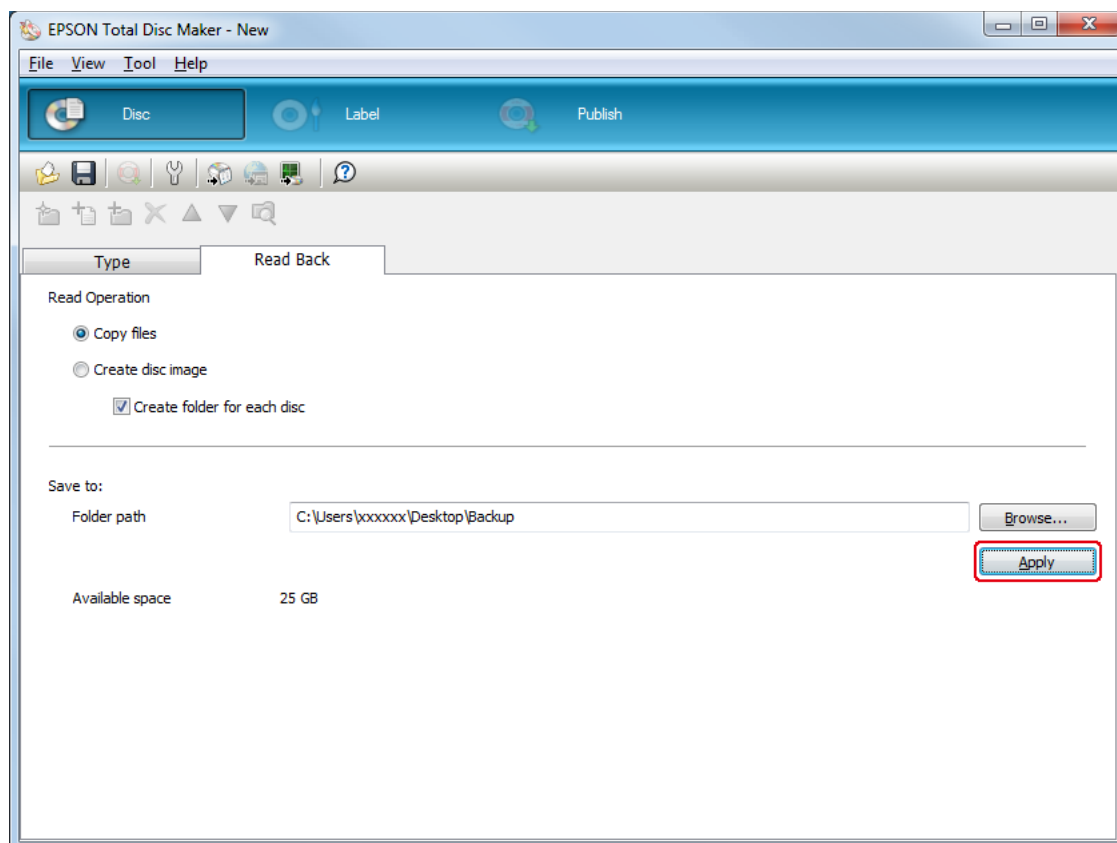 EPSON Total Disc Maker - New
File View Tool Help
Disc Label Publish
Type Read Back
Read Operation
Copy files
Create disc image
Create folder for each disc
Save to:
Folder path C:\Users\xxxxxx\Desktop\Backup Browse...
Apply
Available space 25 GB